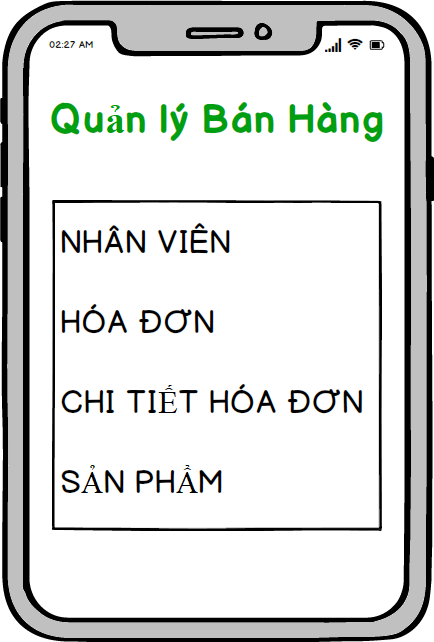 02:27 AM
Quản lý Bán Hàng
NHÂN VIÊN
HÓA ĐƠN
CHI TIẾT HÓA ĐƠN
SẢN PHẨM